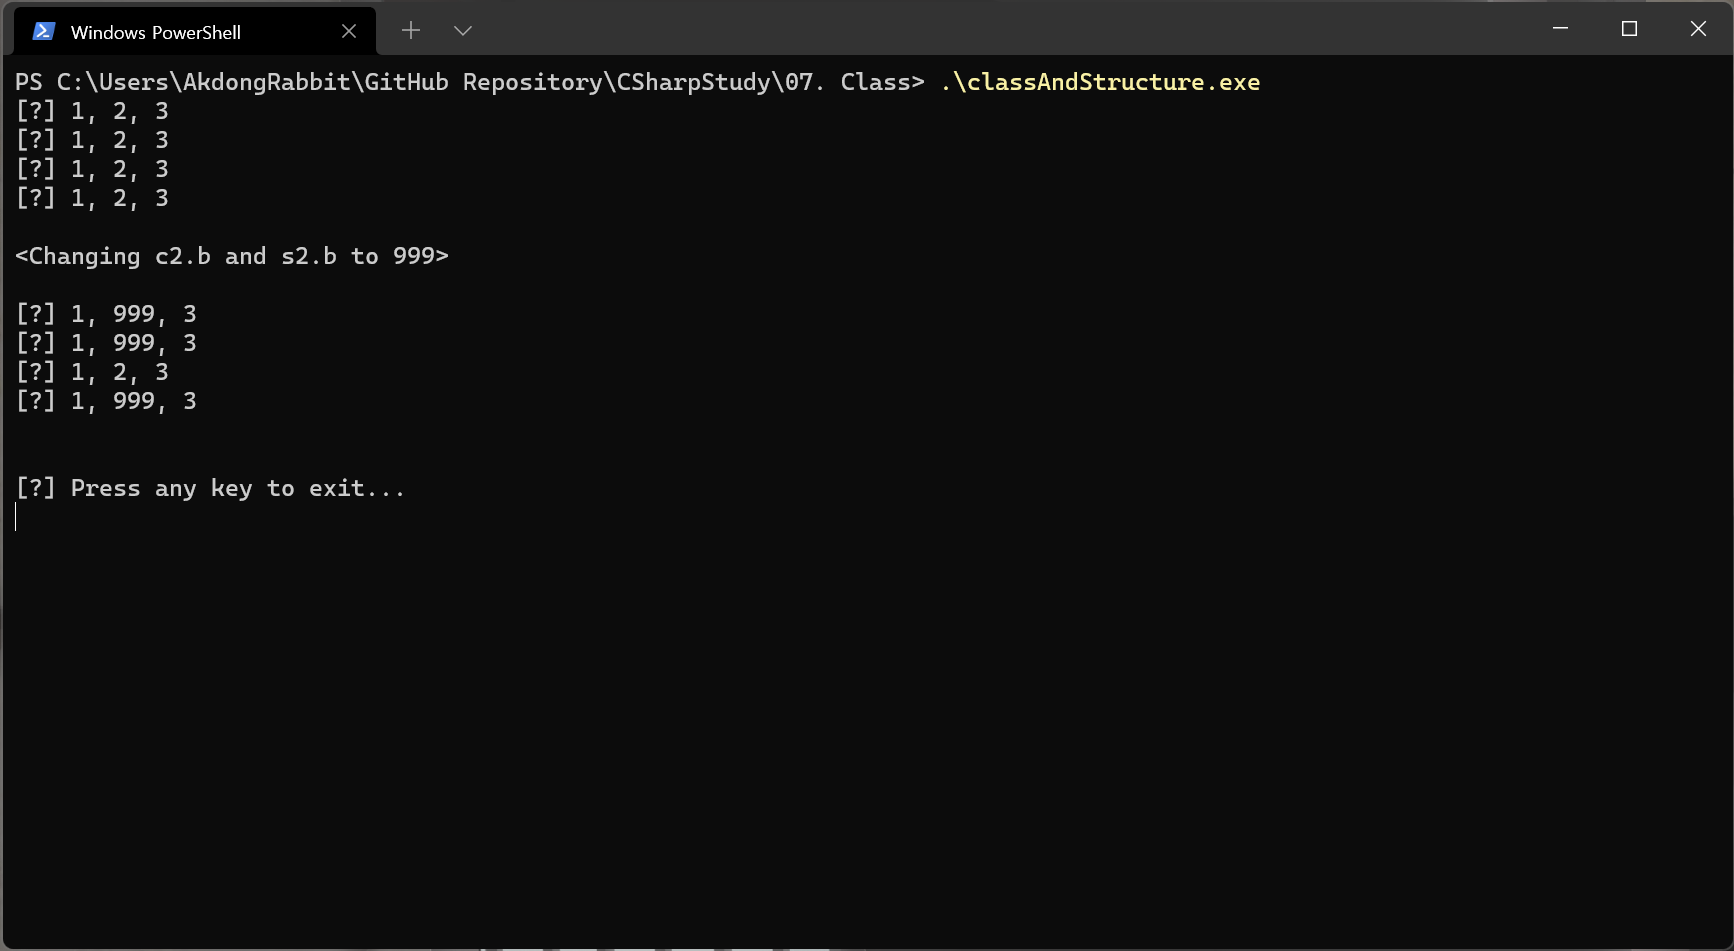 Windows PowerShell
PS C:\Users\AkdongRabbit\GitHub Repository\CSharpStudy\07. Class> .\classAndStructure.exe
[?] 1, 2, 3
[?] 1, 2, 3
[?] 1, 2, 3
[?] 1, 2, 3
<Changing c2.b and s2.b to 999>
[?] 1, 999, 3
[?] 1, 999, 3
[?] 1, 2, 3
[?] 1, 999, 3
[?] Press any key to exit...